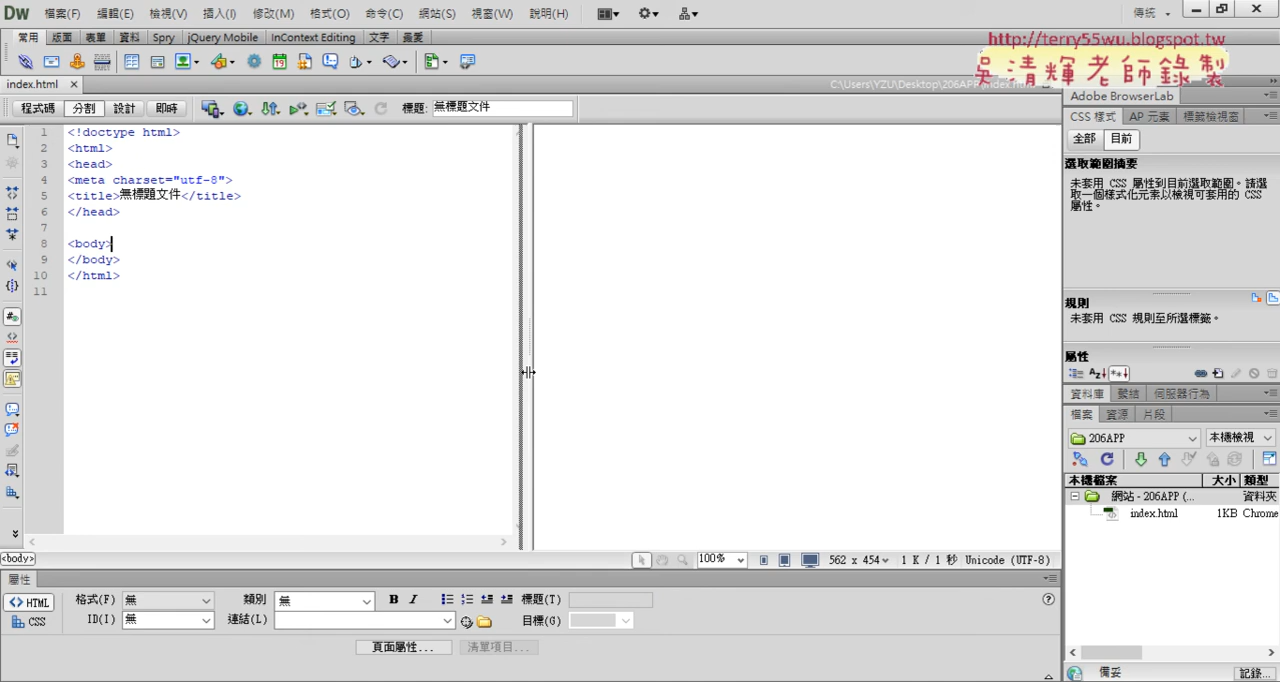 Dw 檔案(F) 編輯(E) 檢視(V) 插入(I) 修改(M) 格式(O) 命令(C) 網站(S) 視窗(W) 說明(H) 傳統
常用 版面 表單 資料 Spry jQuery Mobile InContext Editing 文字 我的最愛
http://terry55wu.blogspot.tw
吳清輝老師錄製
index.html C:\Users\YZU\Desktop\206APP\index.html
Adobe BrowserLab
程式碼 分割 設計 即時 標題: 無標題文件
CSS 樣式 AP 元素 標籤檢視窗
全部 目前
1 <!doctype html>
2 <html>
3 <head>
4 <meta charset="utf-8">
5 <title>無標題文件</title>
6 </head>
7
8 <body>
9 </body>
10 </html>
11
選取範圍摘要
未套用 CSS 屬性到目前選取範圍。請選
取一個樣式化元素以檢視可套用的 CSS
屬性。
規則
未套用 CSS 規則至所選標籤。
屬性
Az↓ **↓
資料庫 繫結 伺服器行為
檔案 資源 片段
206APP 本機檢視
本機檔案 大小 類型
網站 - 206APP (... 資料夾
index.html 1KB Chrome
<body> 100% 562 x 454 1 K / 1 秒 Unicode (UTF-8)
屬性
<> HTML 格式(F) 無 類別 無 B I 標題(T)
CSS ID(I) 無 連結(L) 目標(G)
頁面屬性... 清單項目...
備妥 記錄...